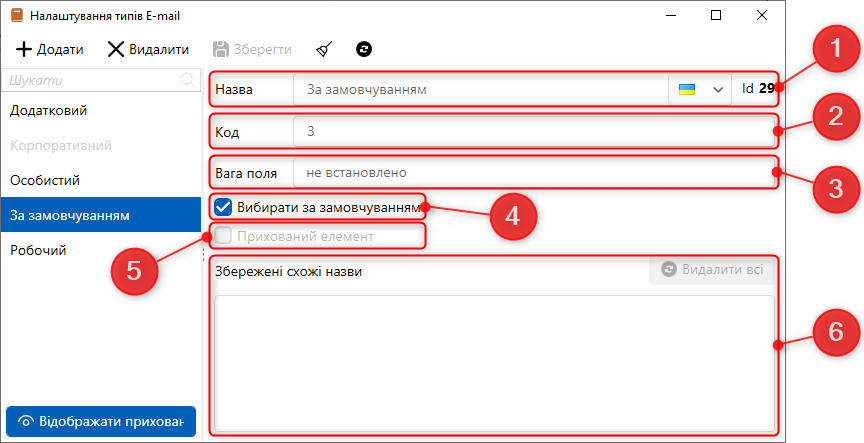 Налаштування типів E-mail
Додати Видалити Зберегти
Шукати
Додатковий
Корпоративний
Особистий
За замовчуванням
Робочий
Відображати прихован
Назва За замовчуванням Id 29
Код 3
Вага поля не встановлено
Вибирати за замовчуванням
Прихований елемент
Збережені схожі назви Видалити всі
1
2
3
4
5
6